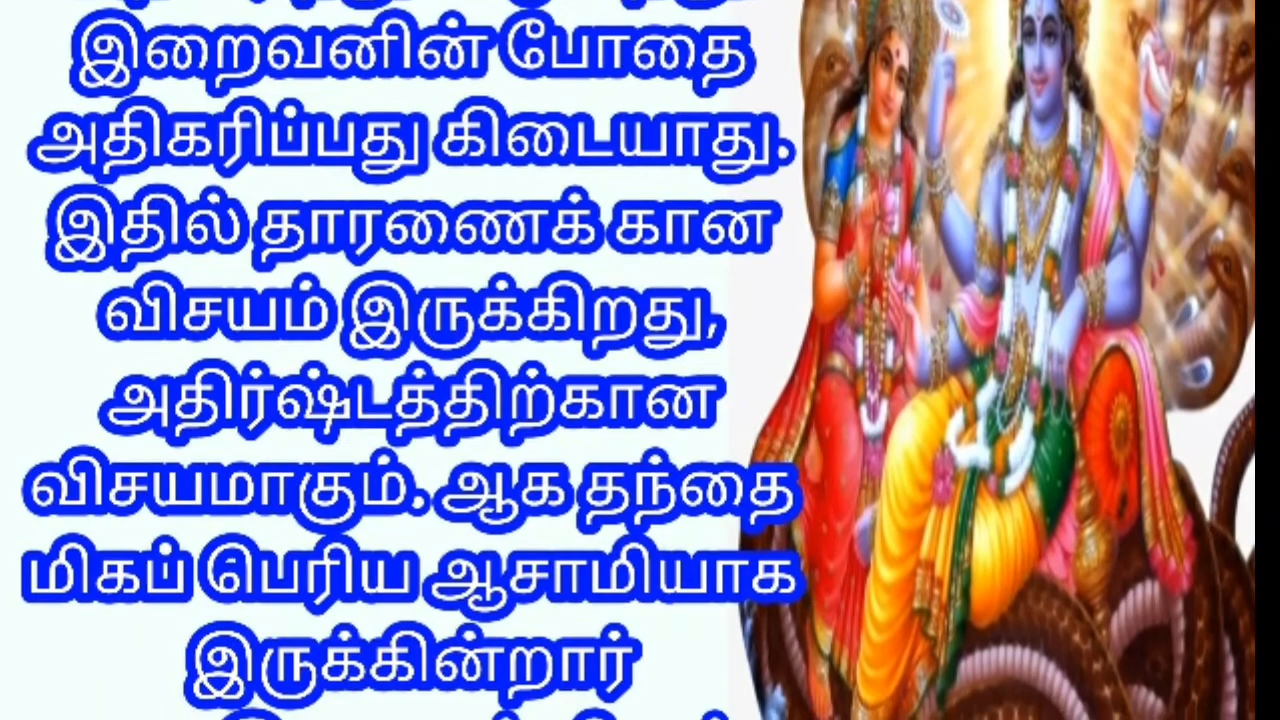 இறைவனின் போதை
அதிகரிப்பது கிடையாது.
இதில் தாரணைக் கான
விசயம் இருக்கிறது,
அதிர்ஷ்டத்திற்கான
விசயமாகும். ஆக தந்தை
மிகப் பெரிய ஆசாமியாக
இருக்கின்றார்